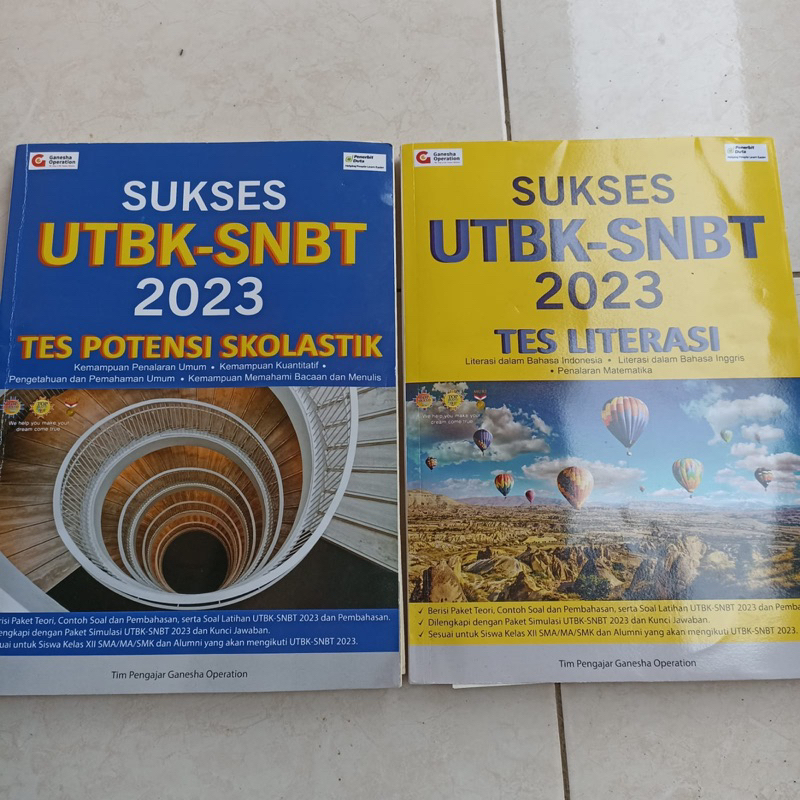 Ganesha
Operation
Penerbit
Duta
SUKSES
UTBK-SNBT
2023
TES POTENSI SKOLASTIK
Kemampuan Penalaran Umum • Kemampuan Kuantitatif •
Pengetahuan dan Pemahaman Umum • Kemampuan Memahami Bacaan dan Menulis
We help you make your
dream come true
Paket Teori, Contoh Soal dan Pembahasan, serta Soal Latihan UTBK-SNBT 2023 dan Pembahasan.
dengan Paket Simulasi UTBK-SNBT 2023 dan Kunci Jawaban.
untuk Siswa Kelas XII SMA/MA/SMK dan Alumni yang akan mengikuti UTBK-SNBT 2023.
Tim Pengajar Ganesha Operation
Ganesha
Operation
Penerbit
Duta
SUKSES
UTBK-SNBT
2023
TES LITERASI
Literasi dalam Bahasa Indonesia • Literasi dalam Bahasa Inggris
• Penalaran Matematika
We help you make your
dream come true
✓ Berisi Paket Teori, Contoh Soal dan Pembahasan, serta Soal Latihan UTBK-SNBT 2023 dan
✓ Dilengkapi dengan Paket Simulasi UTBK-SNBT 2023 dan Kunci Jawaban.
✓ Sesuai untuk Siswa Kelas XII SMA/MA/SMK dan Alumni yang akan mengikuti UTBK-SNBT 2023.
Tim Pengajar Ganesha Operation